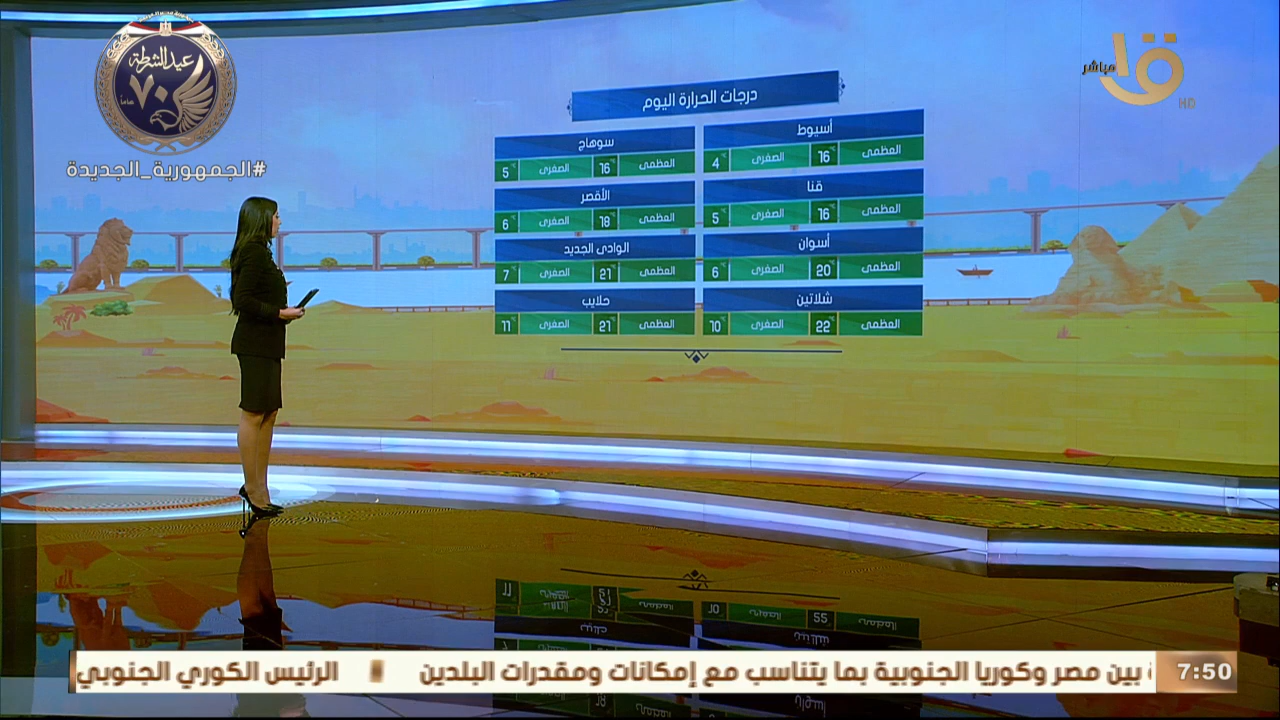 عيد الشرطة
٧٠
عاماً
#الجمهورية_الجديدة
مباشر
HD
درجات الحرارة اليوم
أسيوط
العظمى 16°c الصغرى 4°c
سوهاج
العظمى 16°c الصغرى 5°c
قنا
العظمى 16°c الصغرى 5°c
الأقصر
العظمى 18°c الصغرى 6°c
أسوان
العظمى 20°c الصغرى 6°c
الوادى الجديد
العظمى 21°c الصغرى 7°c
شلاتين
العظمى 22°c الصغرى 10°c
حلايب
العظمى 21°c الصغرى 11°c
7:50
بين مصر وكوريا الجنوبية بما يتناسب مع إمكانات ومقدرات البلدين
الرئيس الكوري الجنوبي